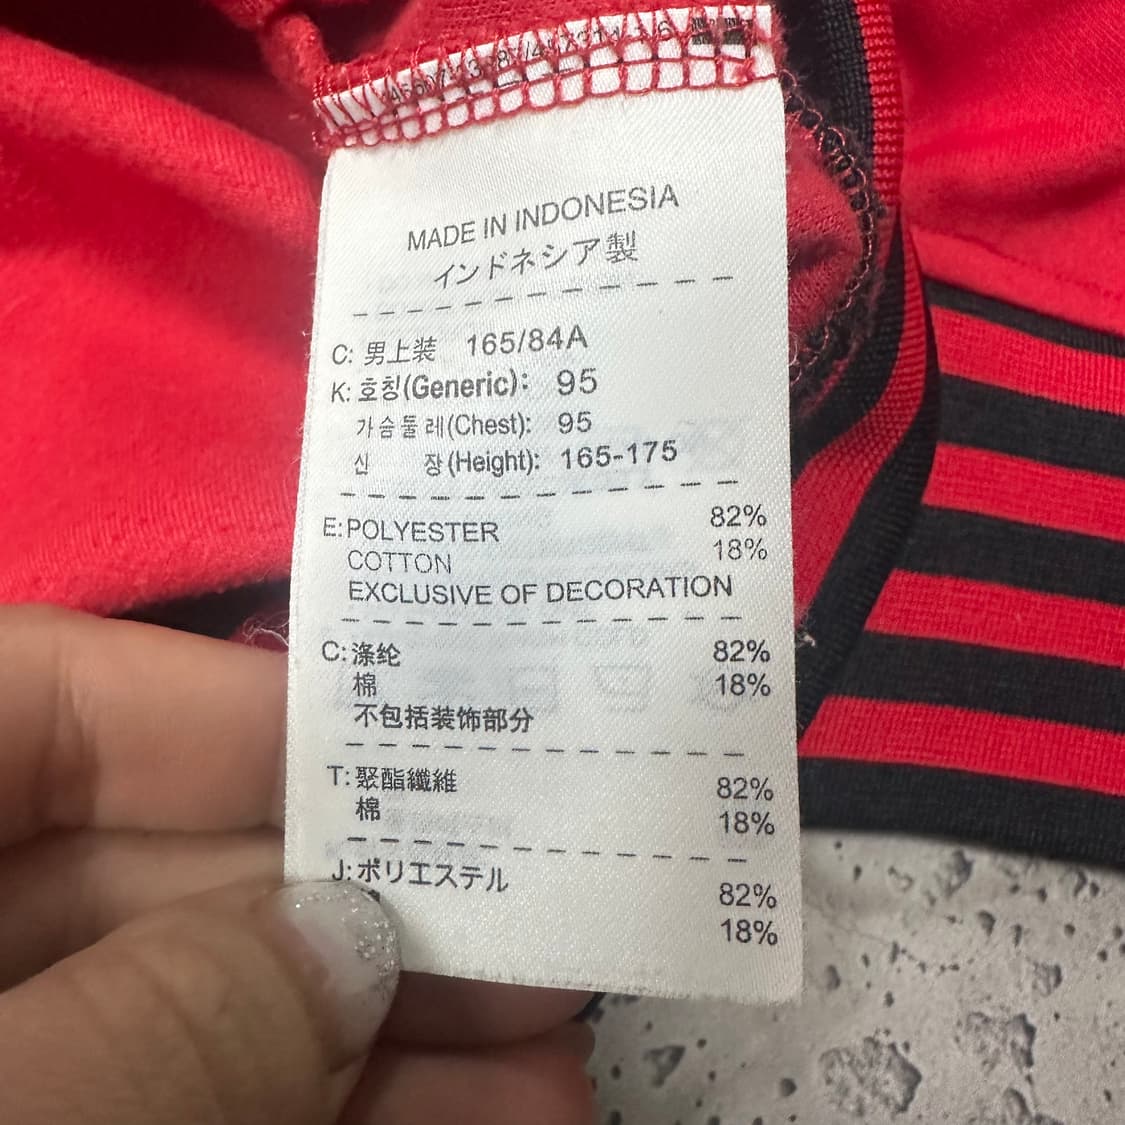 MADE IN INDONESIA
インドネシア製
C: 男上装 165/84A
K: 호칭(Generic): 95
가슴둘레(Chest): 95
신 장(Height): 165-175
E: POLYESTER 82%
COTTON 18%
EXCLUSIVE OF DECORATION
C: 涤纶 82%
棉 18%
不包括装饰部分
T: 聚酯纖維 82%
棉 18%
J: ポリエステル 82%
18%